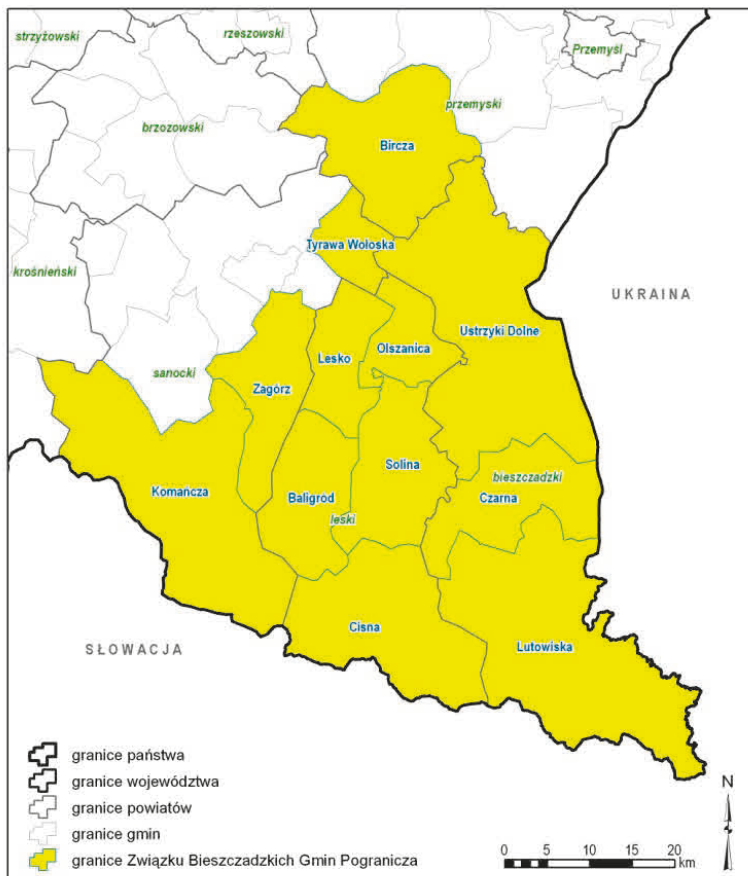 strzyżowski
rzeszowski
Przemyśl
przemyski
brzozowski
Bircza
Tyrawa Wołoska
krośnieński
UKRAINA
Ustrzyki Dolne
Olszanica
Lesko
sanocki
Zagórz
Solina
bieszczadzki
Komańcza
Baligrod
Czarna
leski
Cisna
Lutowiska
SŁOWACJA
granice państwa
granice województwa
granice powiatów
granice gmin
granice Związku Bieszczadzkich Gmin Pogranicza
N
0 5 10 15 20
km